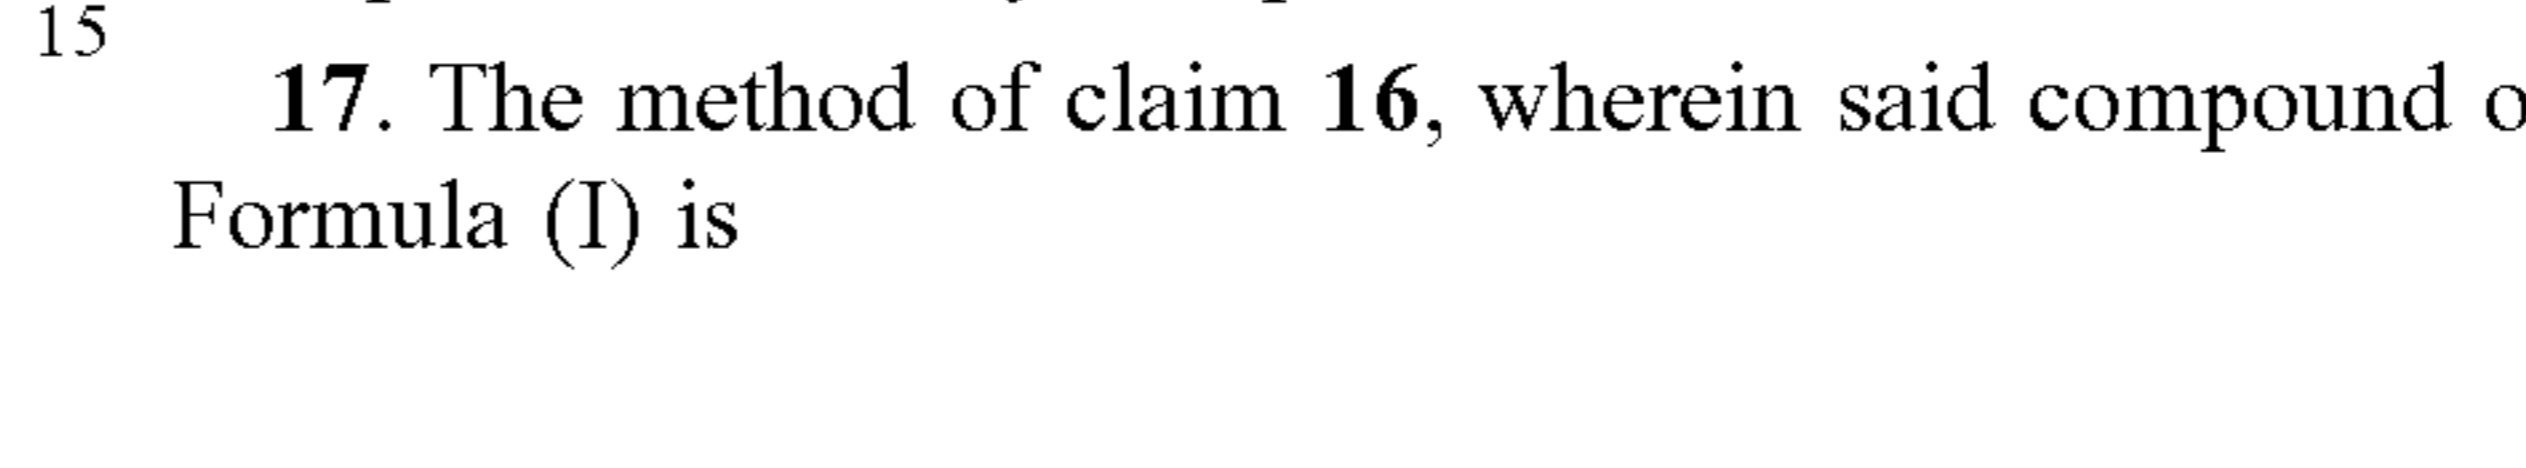 15
17. The method of claim 16, wherein said compound
Formula (I) is